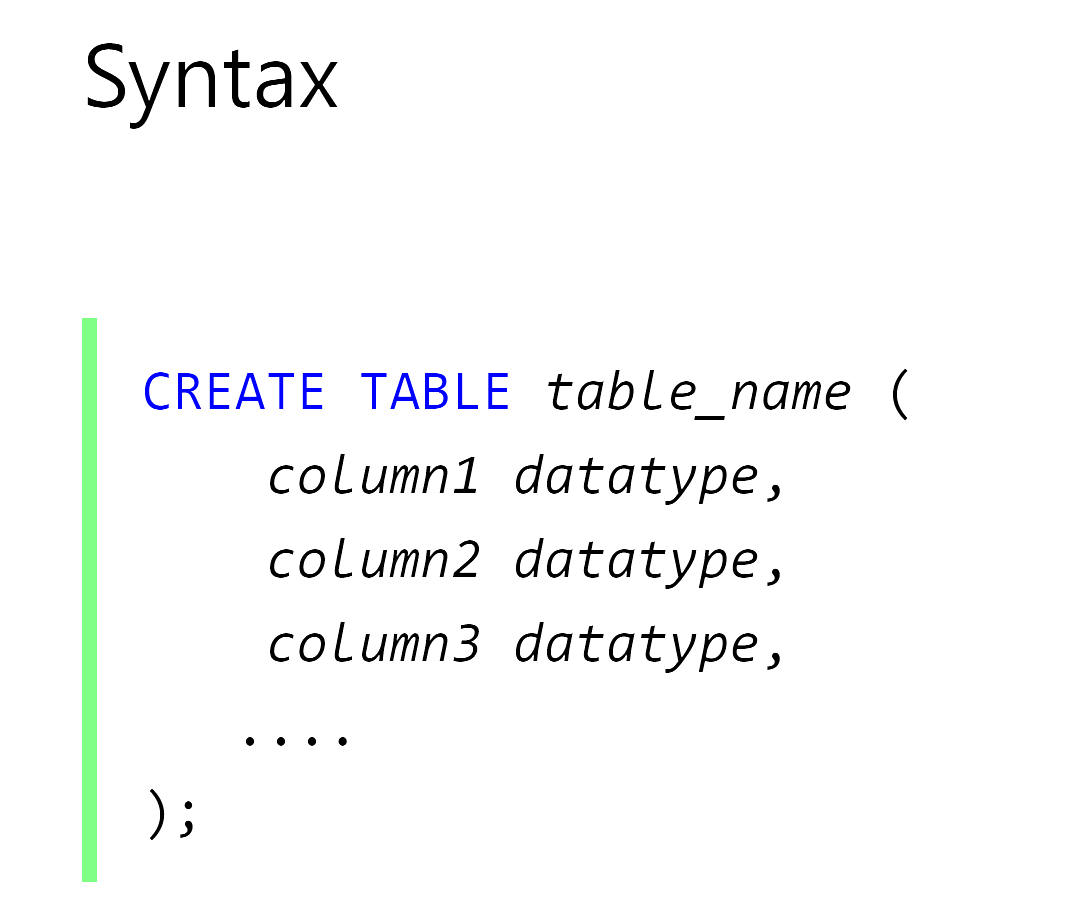 Syntax
CREATE TABLE table_name (
    column1 datatype,
    column2 datatype,
    column3 datatype,
   ....
);